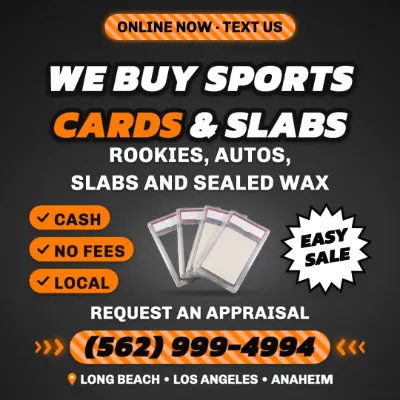 ONLINE NOW · TEXT US
WE BUY SPORTS
CARDS & SLABS
ROOKIES, AUTOS,
SLABS AND SEALED WAX
✓ CASH
✓ NO FEES
✓ LOCAL
EASY
SALE
REQUEST AN APPRAISAL
››› (562) 999-4994 ‹‹‹
LONG BEACH • LOS ANGELES • ANAHEIM